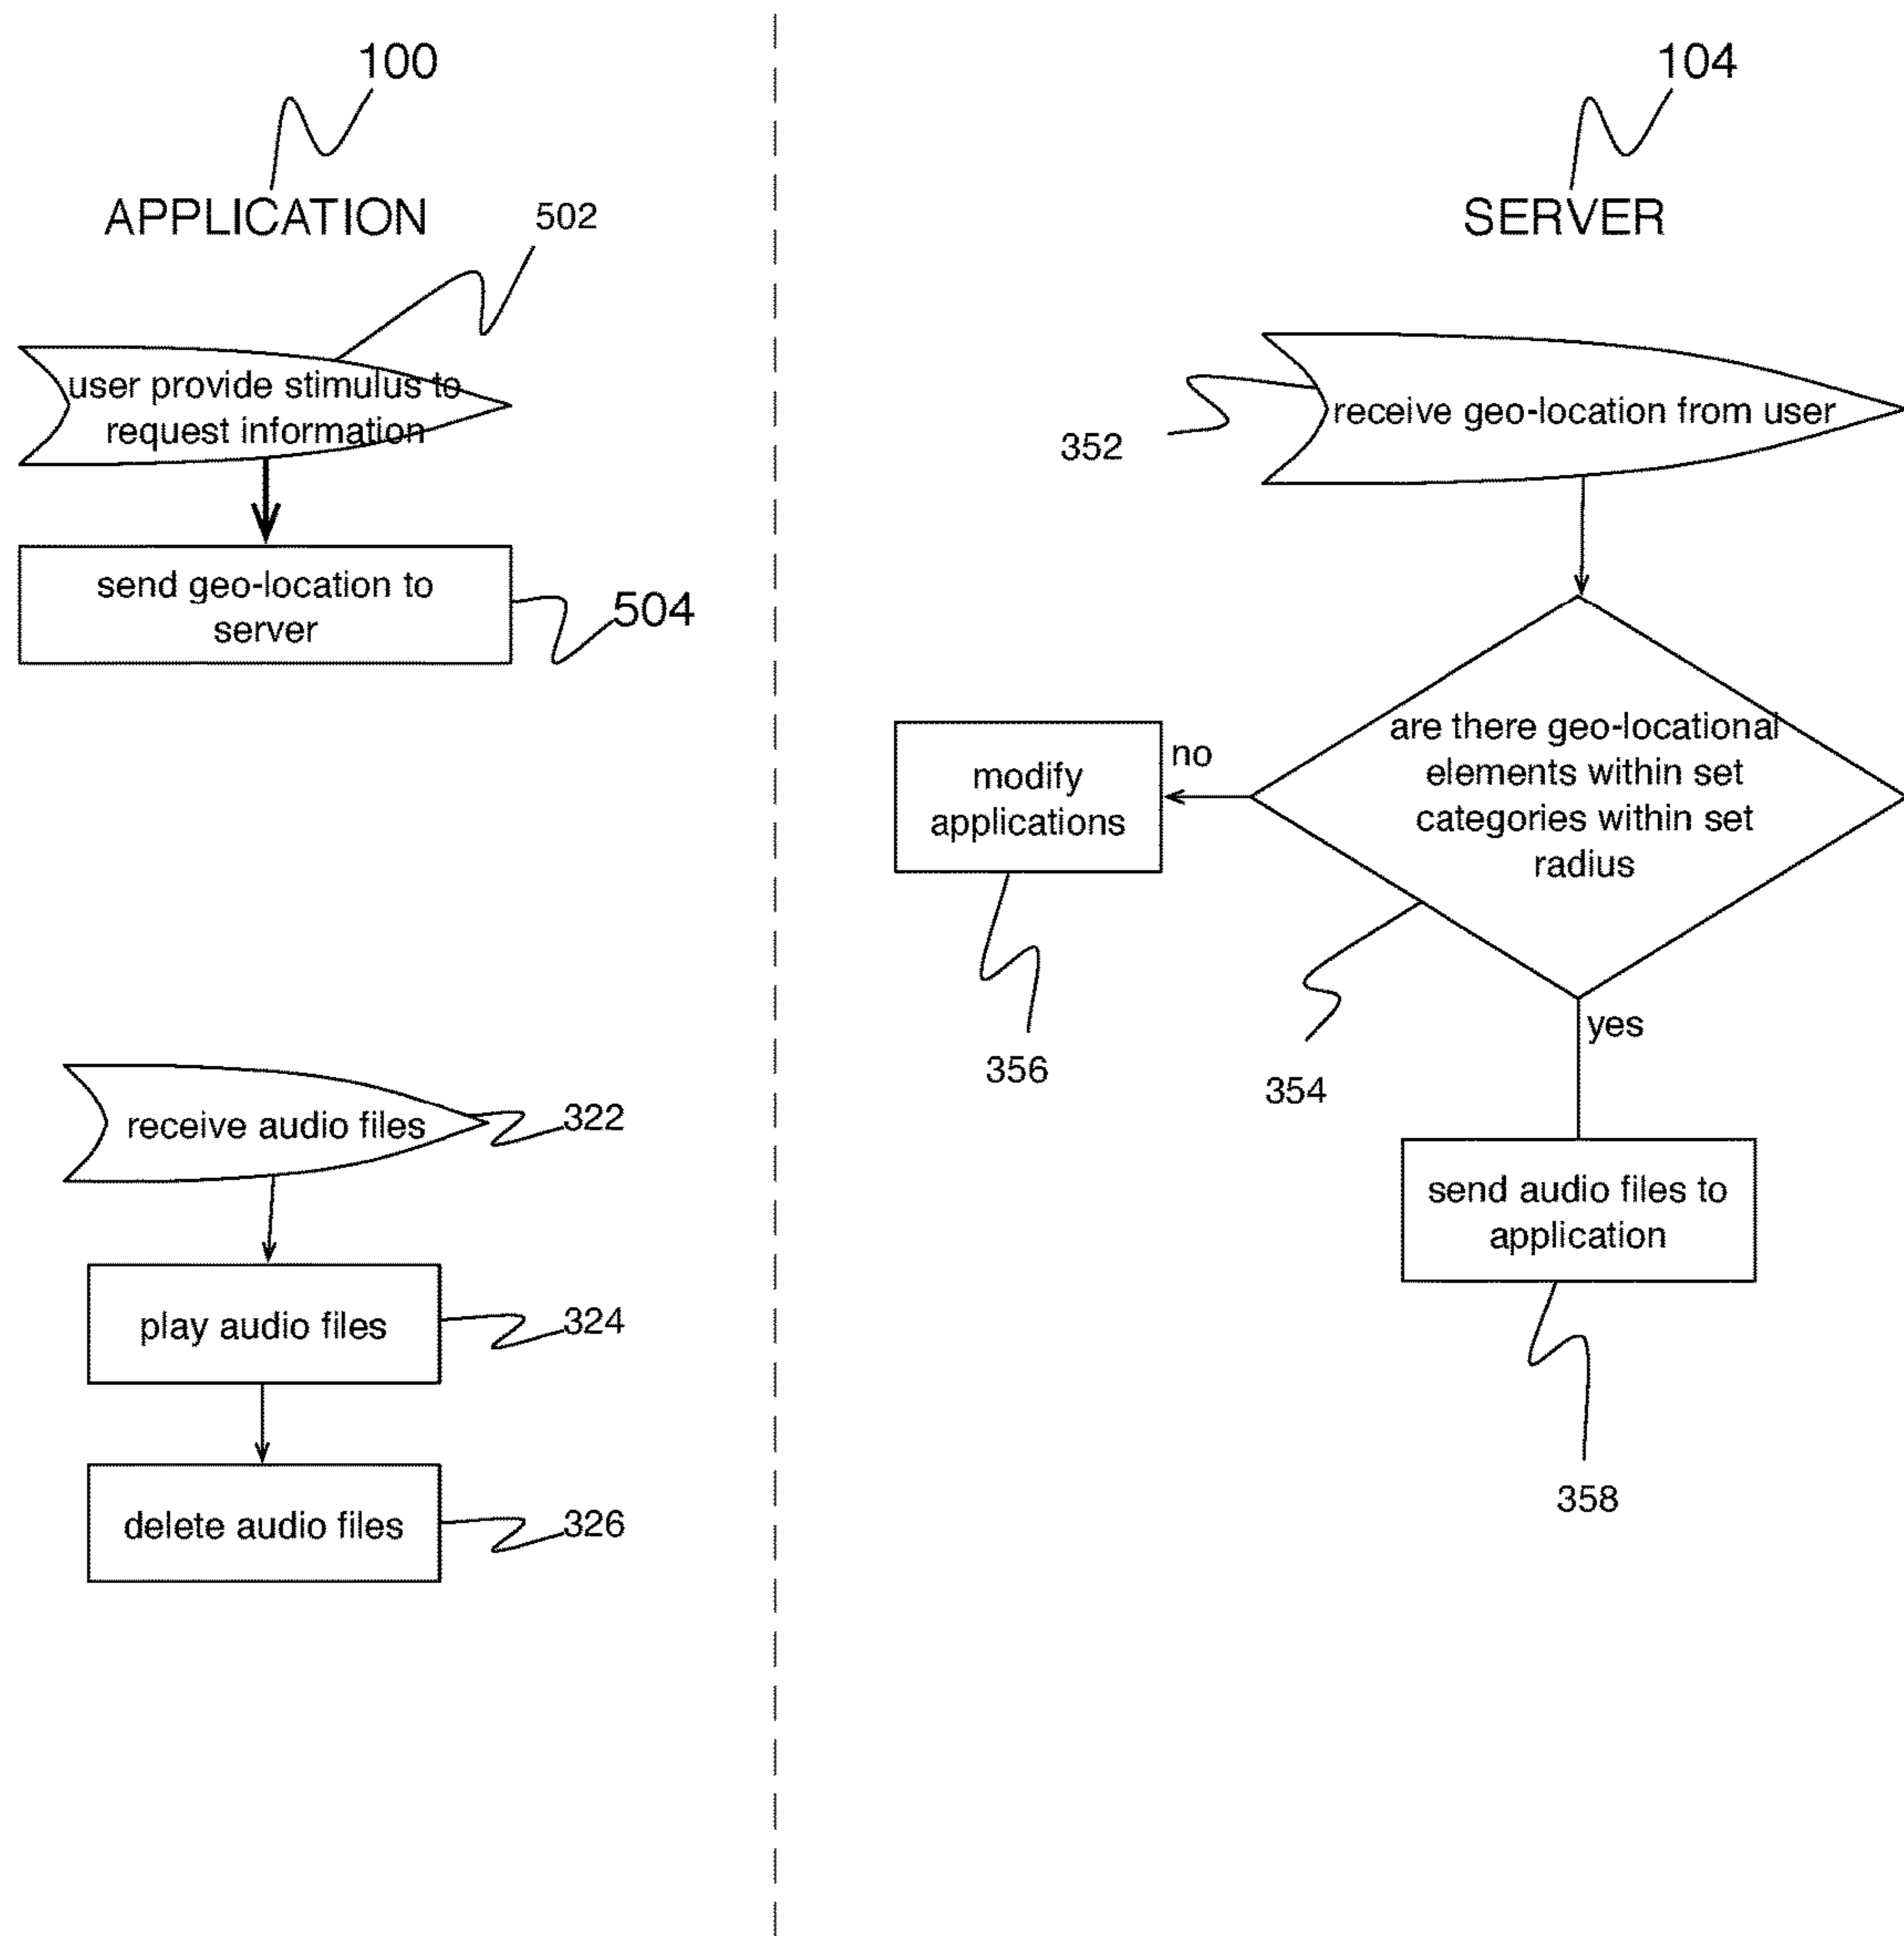 100
APPLICATION
502
user provide stimulus to
request information
send geo-location to
server
504
receive audio files
322
play audio files
324
delete audio files
326
104
SERVER
receive geo-location from user
352
are there geo-locational
elements within set
categories within set
radius
no
modify
applications
356
354
yes
send audio files to
application
358